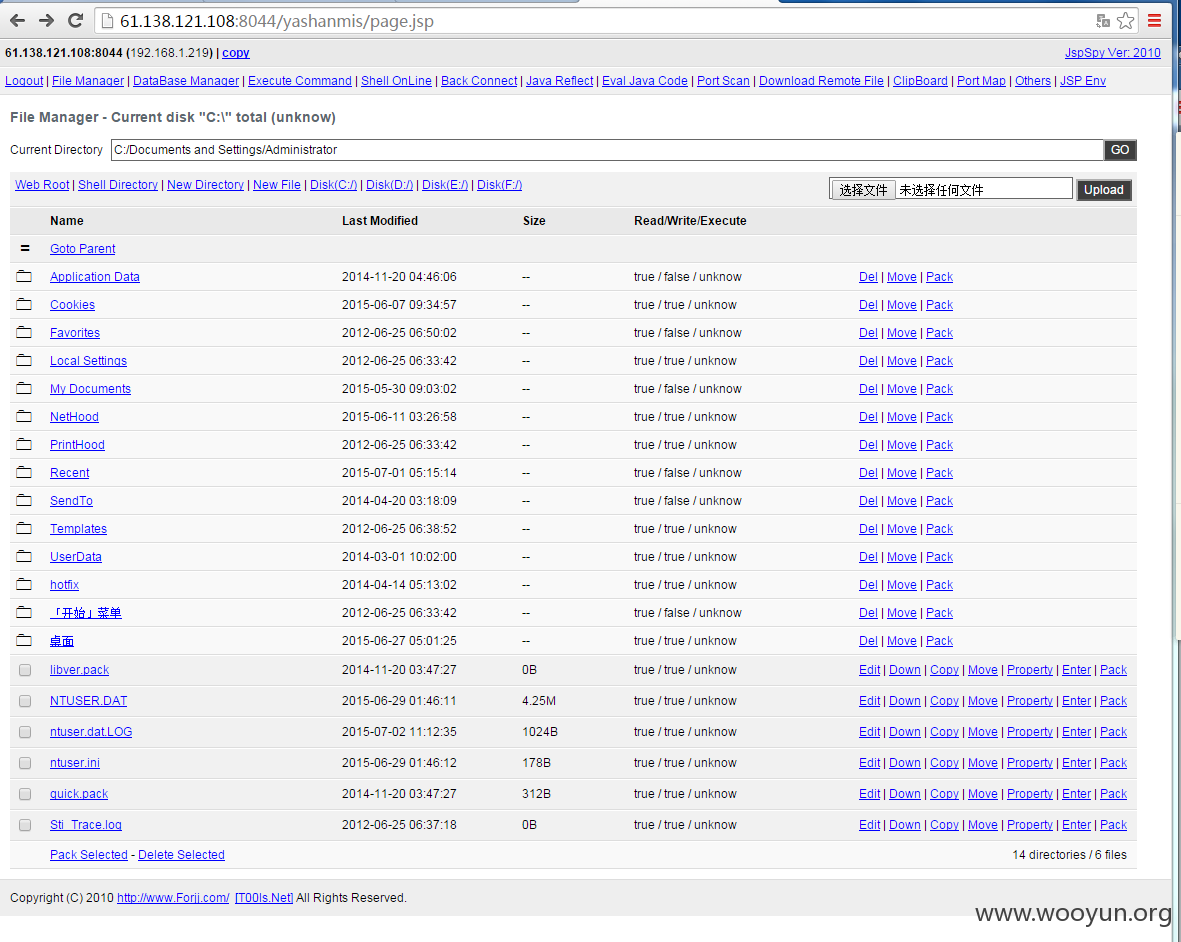 61.138.121.108:8044/yashanmis/page.jsp
61.138.121.108:8044 (192.168.1.219) | copy JspSpy Ver: 2010
Logout | File Manager | DataBase Manager | Execute Command | Shell OnLine | Back Connect | Java Reflect | Eval Java Code | Port Scan | Download Remote File | ClipBoard | Port Map | Others | JSP Env
File Manager - Current disk "C:\" total (unknow)
Current Directory C:/Documents and Settings/Administrator GO
Web Root | Shell Directory | New Directory | New File | Disk(C:/) | Disk(D:/) | Disk(E:/) | Disk(F:/) 选择文件 未选择任何文件 Upload
Name Last Modified Size Read/Write/Execute
= Goto Parent
Application Data 2014-11-20 04:46:06 -- true / false / unknow Del | Move | Pack
Cookies 2015-06-07 09:34:57 -- true / true / unknow Del | Move | Pack
Favorites 2012-06-25 06:50:02 -- true / false / unknow Del | Move | Pack
Local Settings 2012-06-25 06:33:42 -- true / true / unknow Del | Move | Pack
My Documents 2015-05-30 09:03:02 -- true / false / unknow Del | Move | Pack
NetHood 2015-06-11 03:26:58 -- true / true / unknow Del | Move | Pack
PrintHood 2012-06-25 06:33:42 -- true / true / unknow Del | Move | Pack
Recent 2015-07-01 05:15:14 -- true / false / unknow Del | Move | Pack
SendTo 2014-04-20 03:18:09 -- true / false / unknow Del | Move | Pack
Templates 2012-06-25 06:38:52 -- true / true / unknow Del | Move | Pack
UserData 2014-03-01 10:02:00 -- true / true / unknow Del | Move | Pack
hotfix 2014-04-14 05:13:02 -- true / true / unknow Del | Move | Pack
「开始」菜单 2012-06-25 06:33:42 -- true / false / unknow Del | Move | Pack
桌面 2015-06-27 05:01:25 -- true / true / unknow Del | Move | Pack
libver.pack 2014-11-20 03:47:27 0B true / true / unknow Edit | Down | Copy | Move | Property | Enter | Pack
NTUSER.DAT 2015-06-29 01:46:11 4.25M true / true / unknow Edit | Down | Copy | Move | Property | Enter | Pack
ntuser.dat.LOG 2015-07-02 11:12:35 1024B true / true / unknow Edit | Down | Copy | Move | Property | Enter | Pack
ntuser.ini 2015-06-29 01:46:12 178B true / true / unknow Edit | Down | Copy | Move | Property | Enter | Pack
quick.pack 2014-11-20 03:47:27 312B true / true / unknow Edit | Down | Copy | Move | Property | Enter | Pack
Sti_Trace.log 2012-06-25 06:37:18 0B true / true / unknow Edit | Down | Copy | Move | Property | Enter | Pack
Pack Selected - Delete Selected 14 directories / 6 files
Copyright (C) 2010 http://www.Forjj.com/ [T00ls.Net] All Rights Reserved.
www.wooyun.org